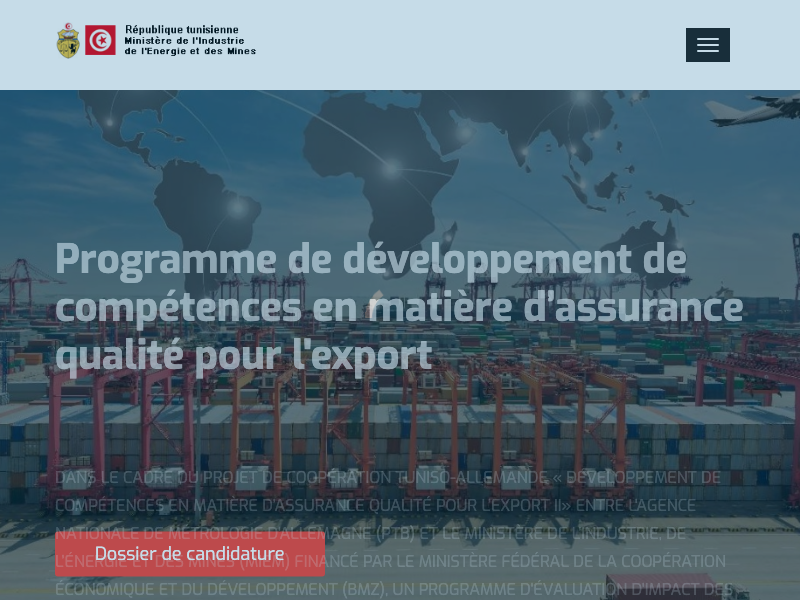 République tunisienne
Ministère de l'Industrie
de l'Energie et des Mines
Programme de développement de
compétences en matière d'assurance
qualité pour l'export
DANS LE CADRE DU PROJET DE COOPÉRATION TUNISO-ALLEMANDE « DÉVELOPPEMENT DE
COMPÉTENCES EN MATIÈRE D'ASSURANCE QUALITÉ POUR L'EXPORT II» ENTRE L'AGENCE
NATIONALE DE MÉTROLOGIE D'ALLEMAGNE (PTB) ET LE MINISTÈRE DE L'INDUSTRIE, DE
Dossier de candidature
L'ÉNERGIE ET DES MINES (MIEM) FINANCÉ PAR LE MINISTÈRE FÉDÉRAL DE LA COOPÉRATION
ÉCONOMIQUE ET DU DÉVELOPPEMENT (BMZ), UN PROGRAMME D'ÉVALUATION D'IMPACT DES